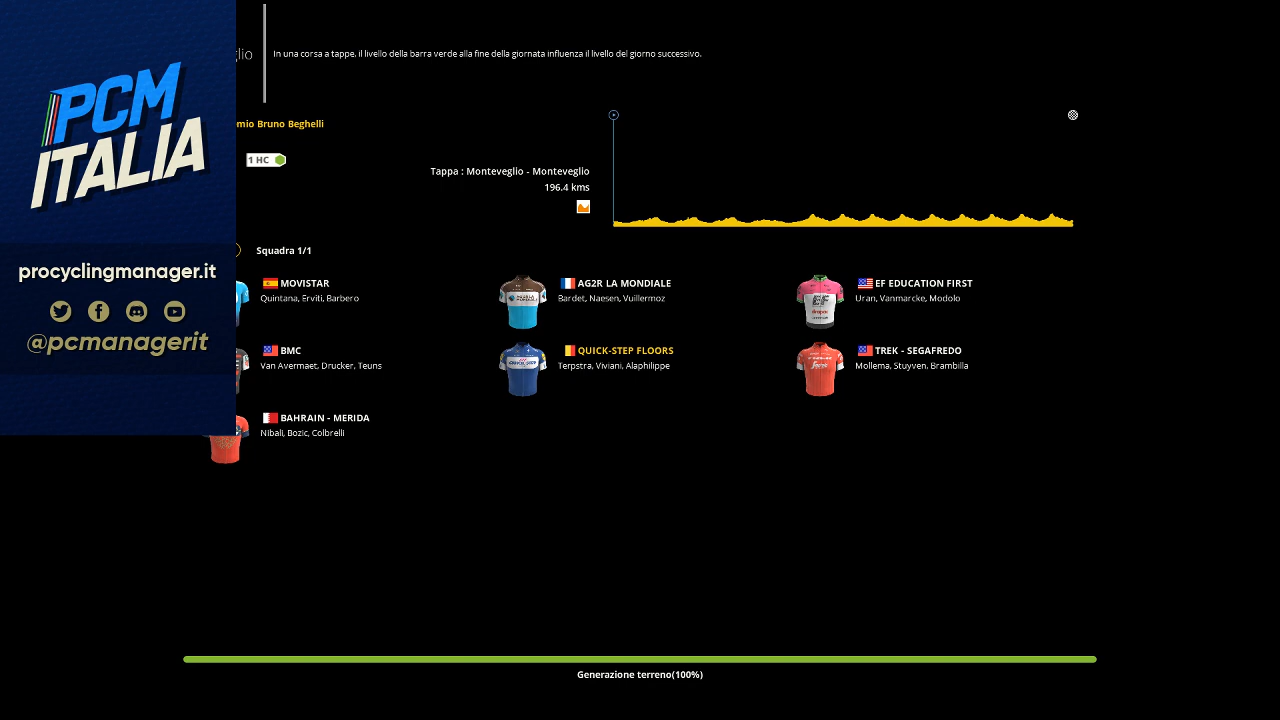 PCM
ITALIA
procyclingmanager.it
@pcmanagerit
glio
In una corsa a tappe, il livello della barra verde alla fine della giornata influenza il livello del giorno successivo.
mio Bruno Beghelli
1 HC
Tappa : Monteveglio - Monteveglio
196.4 kms
Squadra 1/1
MOVISTAR
Quintana, Erviti, Barbero
AG2R LA MONDIALE
Bardet, Naesen, Vuillermoz
EF EDUCATION FIRST
Uran, Vanmarcke, Modolo
BMC
Van Avermaet, Drucker, Teuns
QUICK-STEP FLOORS
Terpstra, Viviani, Alaphilippe
TREK - SEGAFREDO
Mollema, Stuyven, Brambilla
BAHRAIN - MERIDA
Nibali, Bozic, Colbrelli
Generazione terreno(100%)